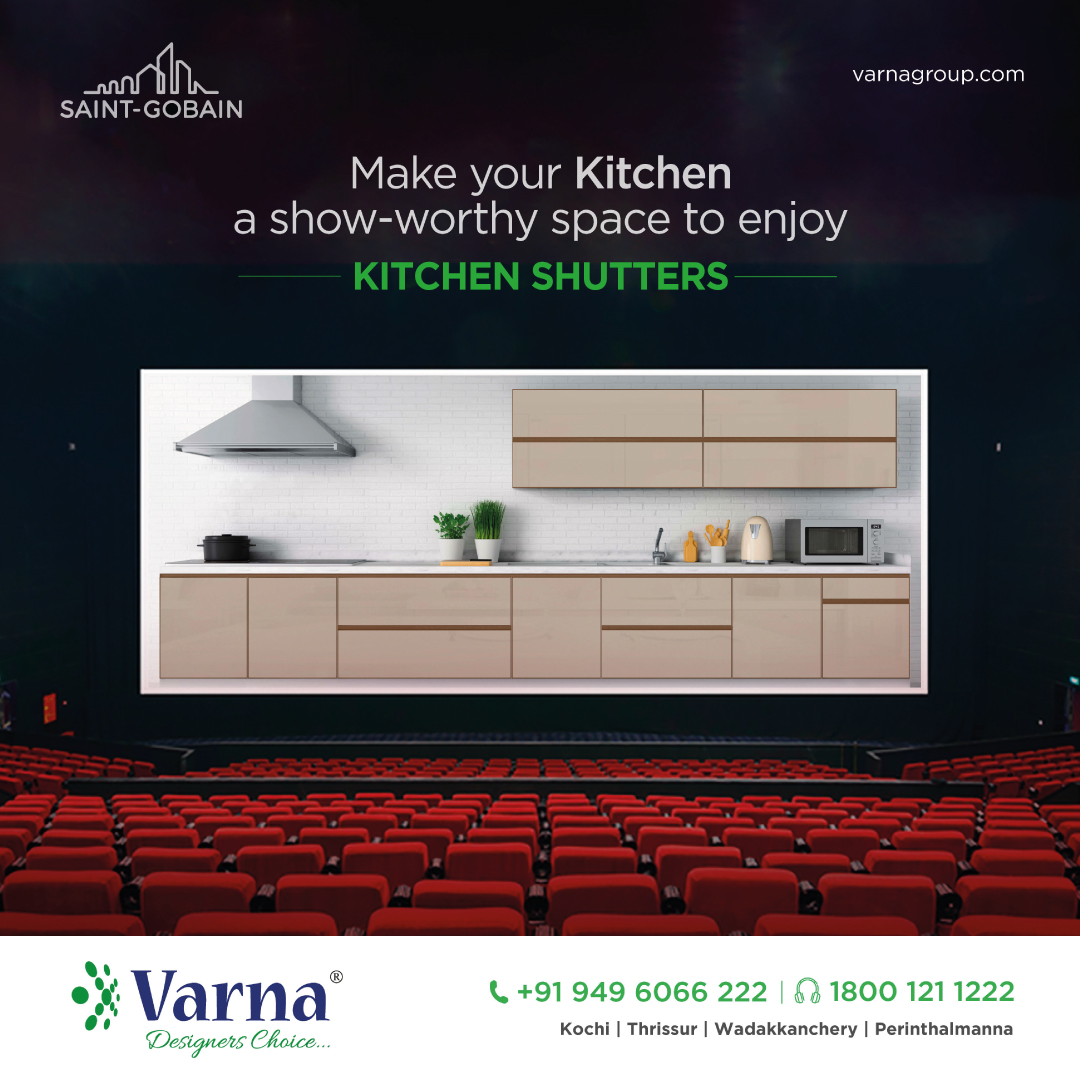 SAINT-GOBAIN
varnagroup.com
Make your Kitchen
a show-worthy space to enjoy
KITCHEN SHUTTERS
Varna®
Designers Choice...
+91 949 6066 222 | 1800 121 1222
Kochi | Thrissur | Wadakkanchery | Perinthalmanna